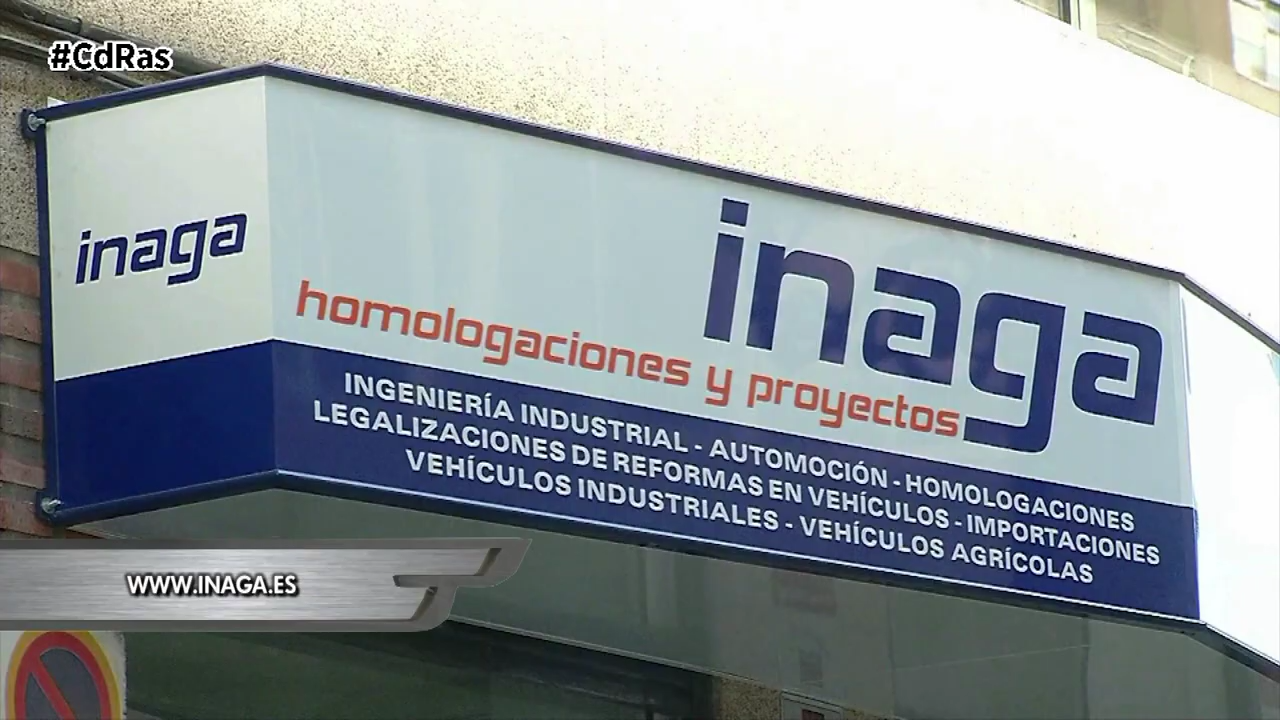 #CdRas
inaga
inaga
homologaciones y proyectos
INGENIERÍA INDUSTRIAL - AUTOMOCIÓN - HOMOLOGACIONES
LEGALIZACIONES DE REFORMAS EN VEHÍCULOS - IMPORTACIONES
VEHÍCULOS INDUSTRIALES - VEHÍCULOS AGRÍCOLAS
WWW.INAGA.ES